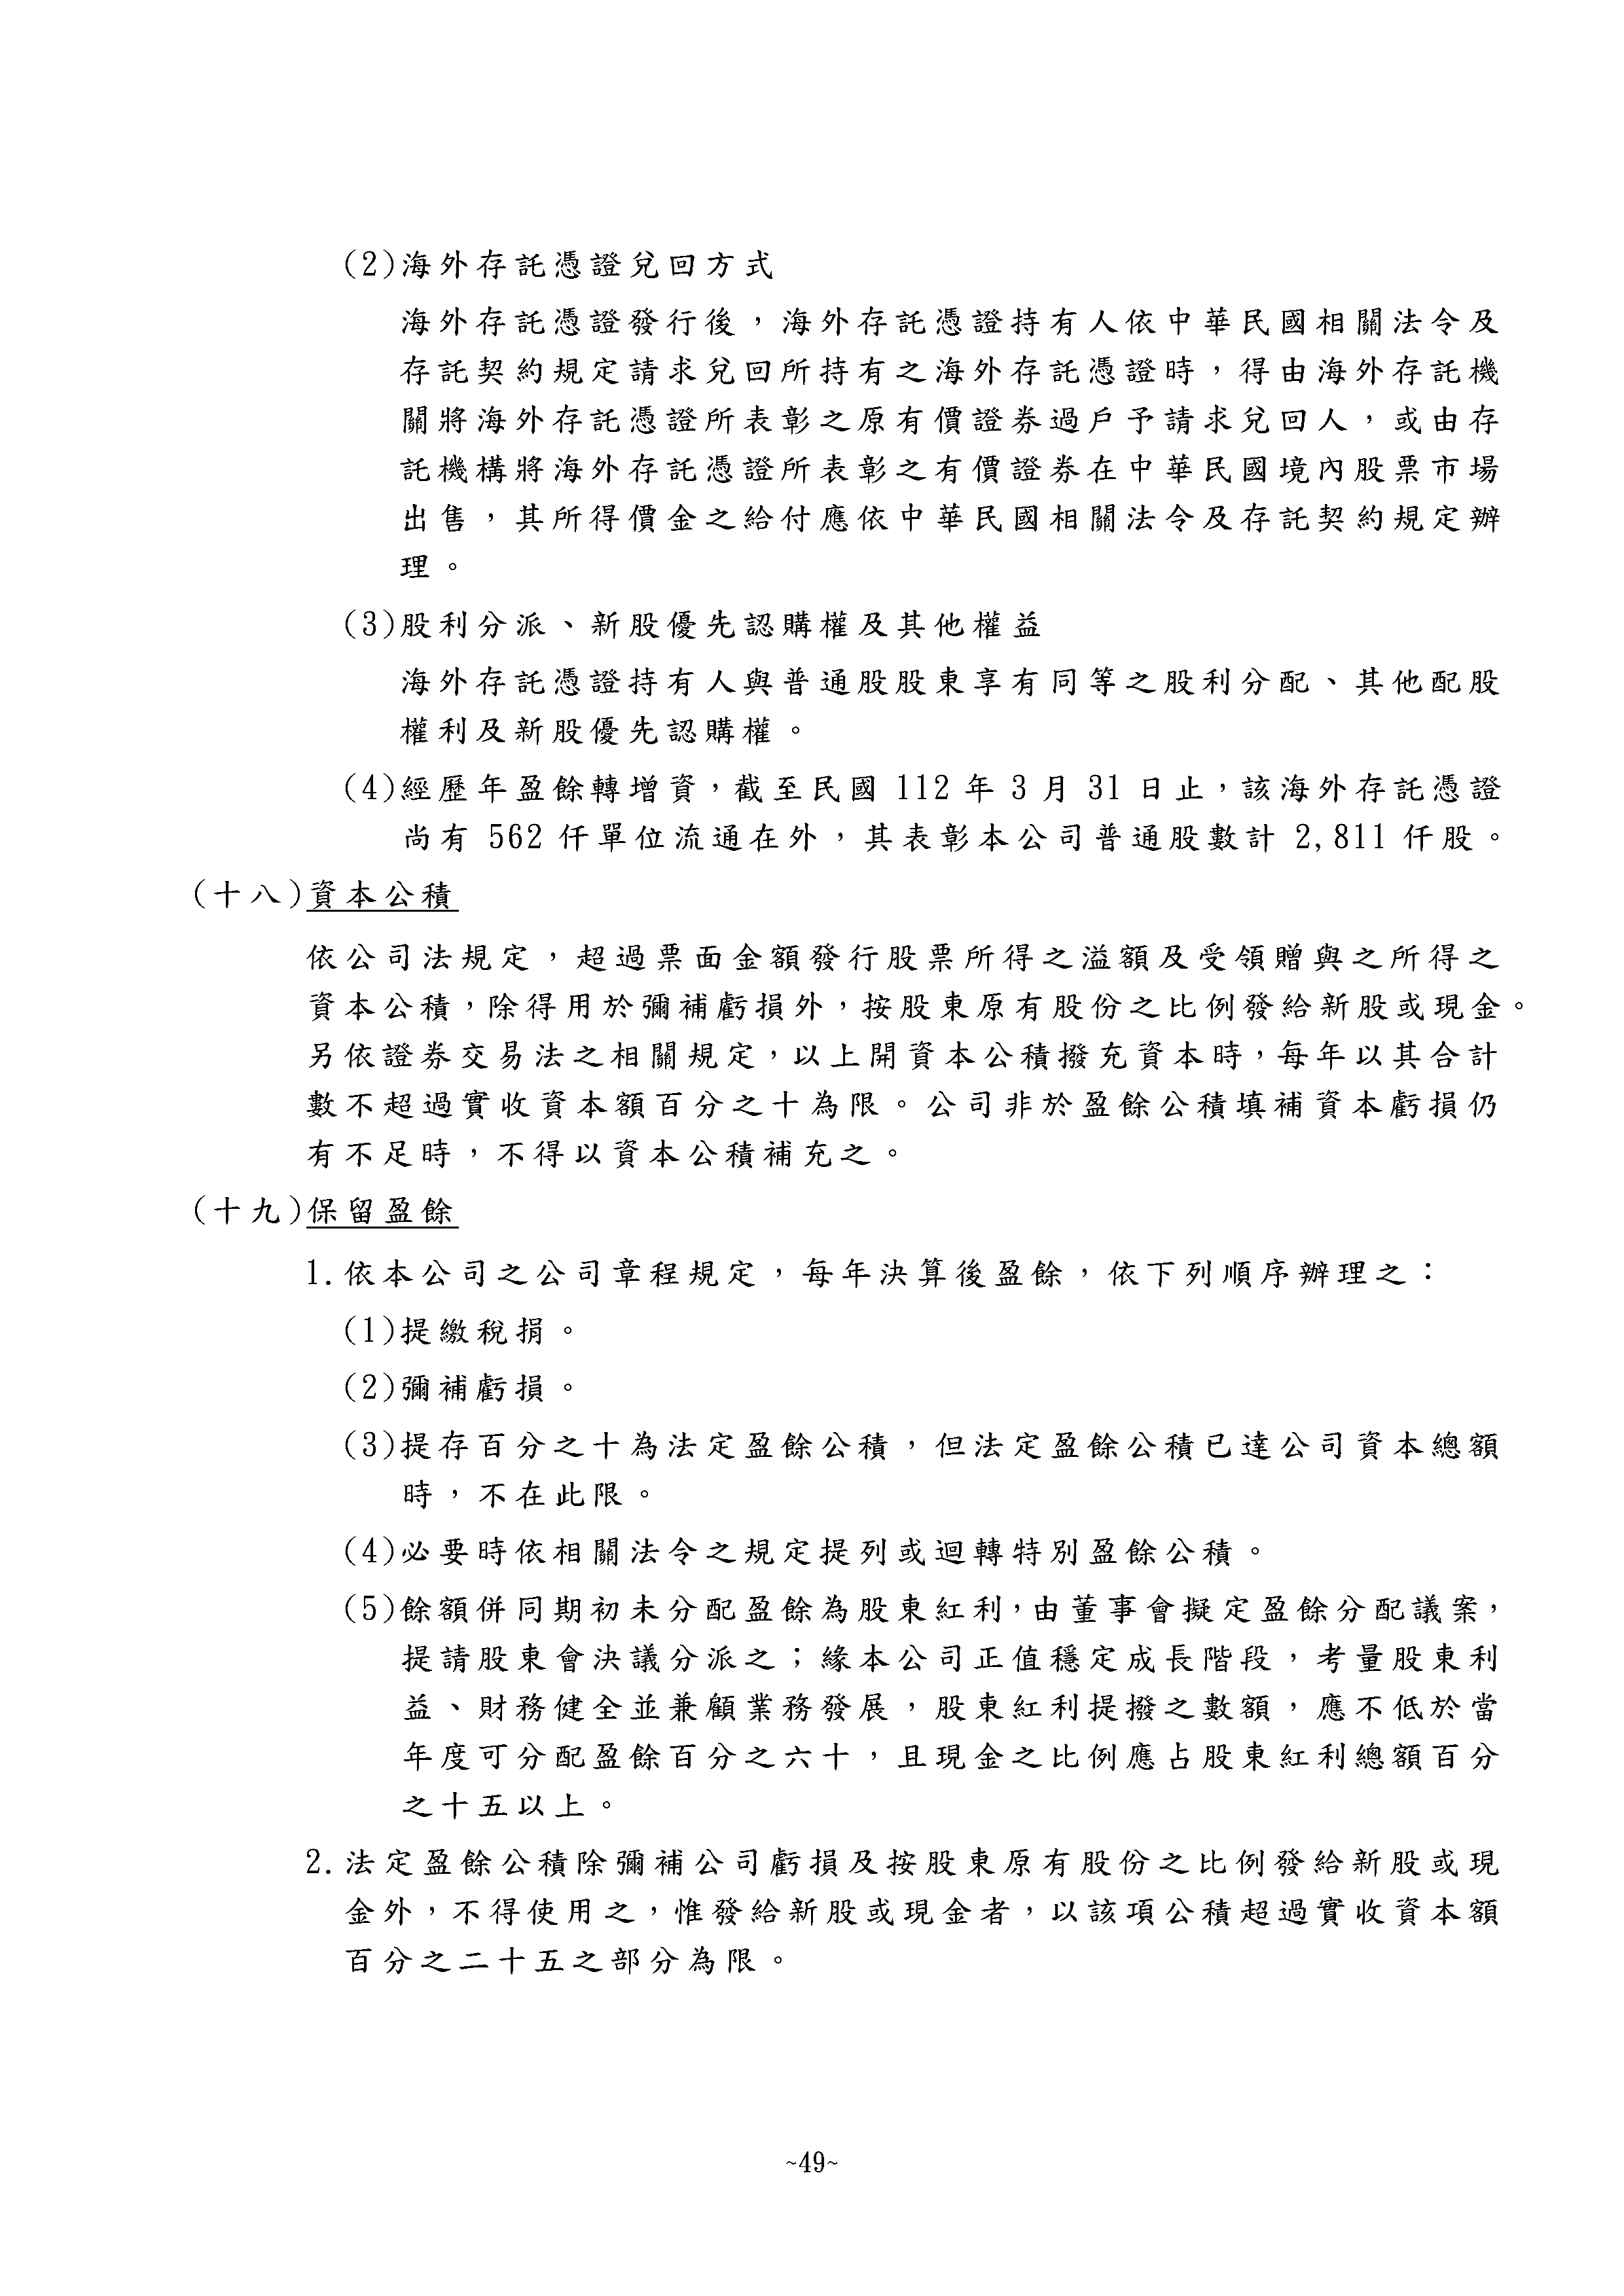 (2)海外存託憑證兌回方式
海外存託憑證發行後，海外存託憑證持有人依中華民國相關法令及
存託契約規定請求兌回所持有之海外存託憑證時，得由海外存託機
關將海外存託憑證所表彰之原有價證券過戶予請求兌回人，或由存
託機構將海外存託憑證所表彰之有價證券在中華民國境內股票市場
出售，其所得價金之給付應依中華民國相關法令及存託契約規定辦
理。
(3)股利分派、新股優先認購權及其他權益
海外存託憑證持有人與普通股股東享有同等之股利分配、其他配股
權利及新股優先認購權。
(4)經歷年盈餘轉增資，截至民國 112 年 3 月 31 日止，該海外存託憑證
尚有 562 仟單位流通在外，其表彰本公司普通股數計 2,811 仟股。
(十八)資本公積
依公司法規定，超過票面金額發行股票所得之溢額及受領贈與之所得之
資本公積，除得用於彌補虧損外，按股東原有股份之比例發給新股或現金。
另依證券交易法之相關規定，以上開資本公積撥充資本時，每年以其合計
數不超過實收資本額百分之十為限。公司非於盈餘公積填補資本虧損仍
有不足時，不得以資本公積補充之。
(十九)保留盈餘
1.依本公司之公司章程規定，每年決算後盈餘，依下列順序辦理之：
(1)提繳稅捐。
(2)彌補虧損。
(3)提存百分之十為法定盈餘公積，但法定盈餘公積已達公司資本總額
時，不在此限。
(4)必要時依相關法令之規定提列或迴轉特別盈餘公積。
(5)餘額併同期初未分配盈餘為股東紅利，由董事會擬定盈餘分配議案，
提請股東會決議分派之；緣本公司正值穩定成長階段，考量股東利
益、財務健全並兼顧業務發展，股東紅利提撥之數額，應不低於當
年度可分配盈餘百分之六十，且現金之比例應占股東紅利總額百分
之十五以上。
2.法定盈餘公積除彌補公司虧損及按股東原有股份之比例發給新股或現
金外，不得使用之，惟發給新股或現金者，以該項公積超過實收資本額
百分之二十五之部分為限。
~49~